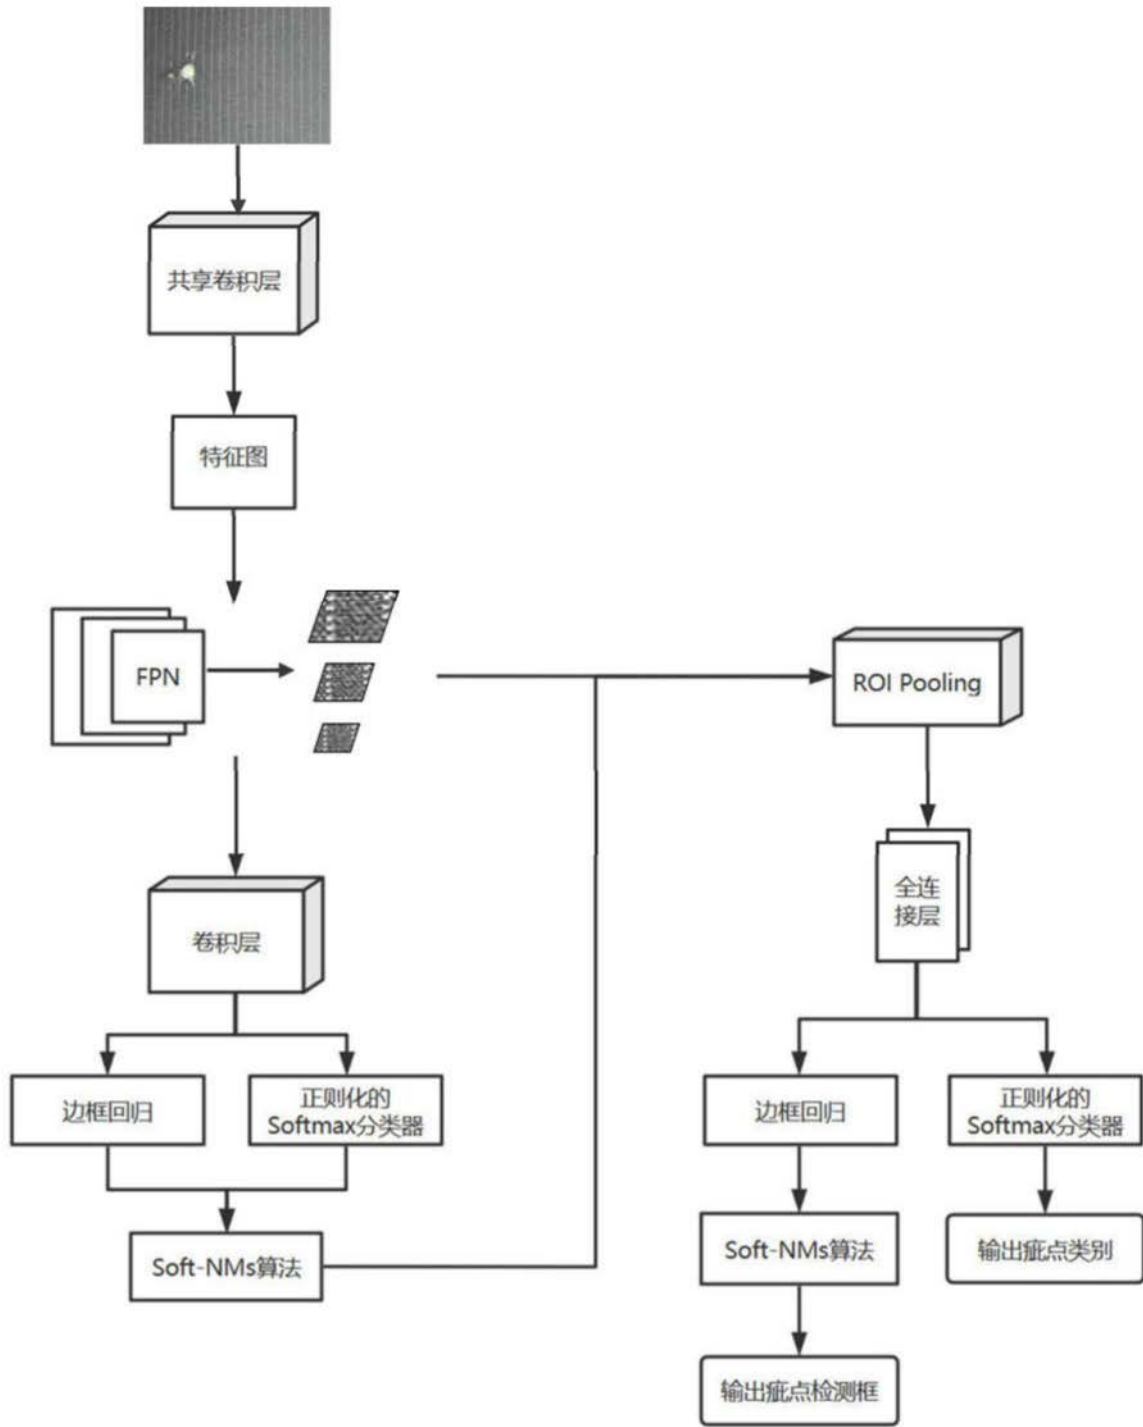 共享卷积层
特征图
FPN
ROI Pooling
全连
接层
卷积层
边框回归
正则化的
Softmax分类器
Soft-NMs算法
边框回归
正则化的
Softmax分类器
Soft-NMs算法
输出疵点类别
输出疵点检测框